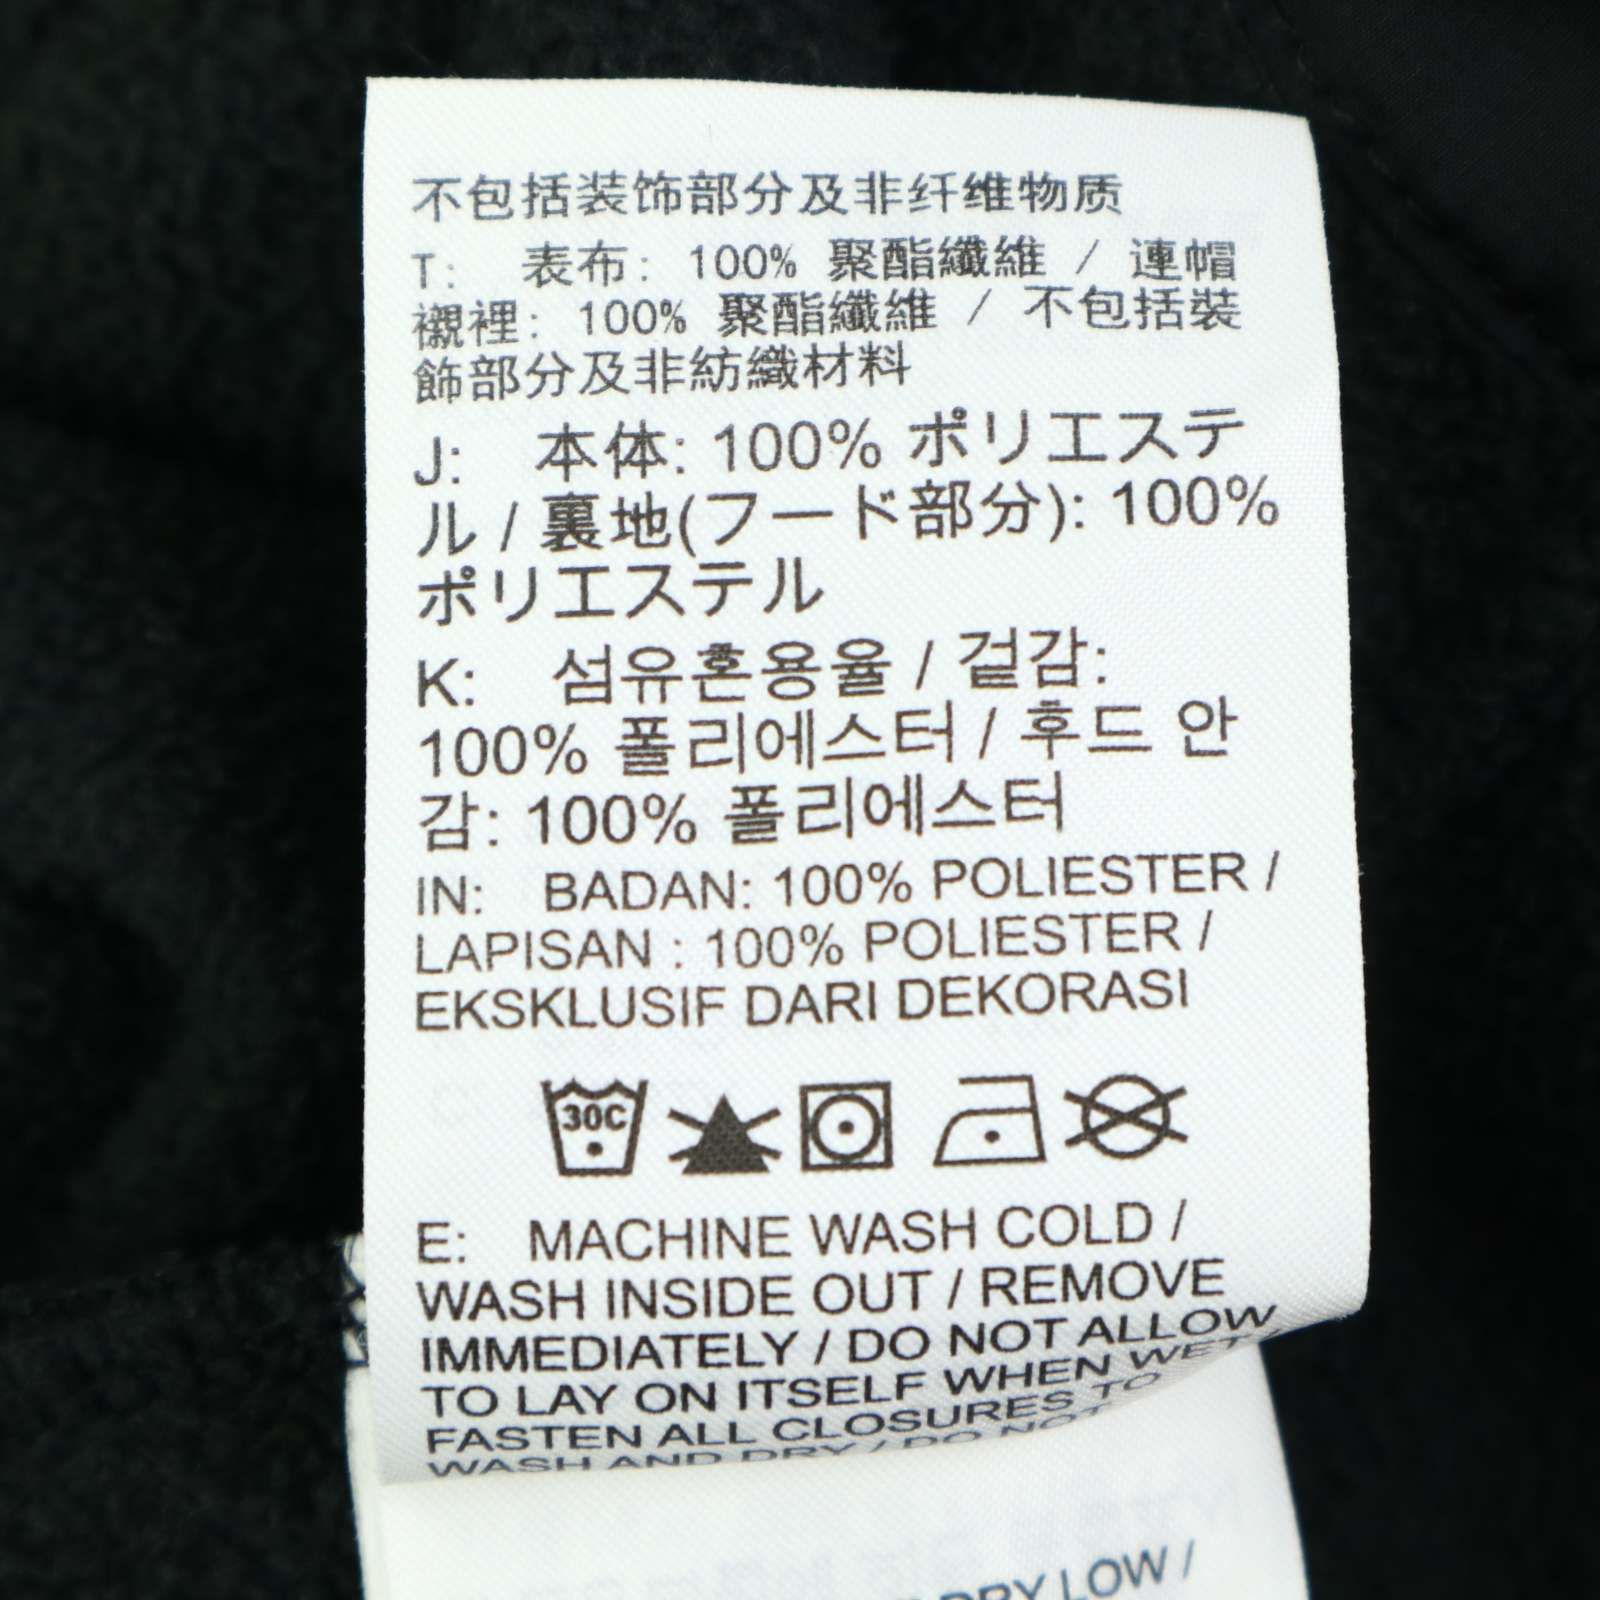 不包括装饰部分及非纤维物质
T: 表布: 100% 聚酯纖維 / 連帽
襯裡: 100% 聚酯纖維 / 不包括裝
飾部分及非紡織材料
J: 本体: 100% ポリエステ
ル / 裏地(フード部分): 100%
ポリエステル
K: 섬유혼용율 / 겉감:
100% 폴리에스터 / 후드 안
감: 100% 폴리에스터
IN: BADAN: 100% POLIESTER /
LAPISAN : 100% POLIESTER /
EKSKLUSIF DARI DEKORASI
30C
E: MACHINE WASH COLD /
WASH INSIDE OUT / REMOVE
IMMEDIATELY / DO NOT ALLOW
TO LAY ON ITSELF WHEN WET /
FASTEN ALL CLOSURES TO
WASH AND DRY / DO NOT
DRY LOW /